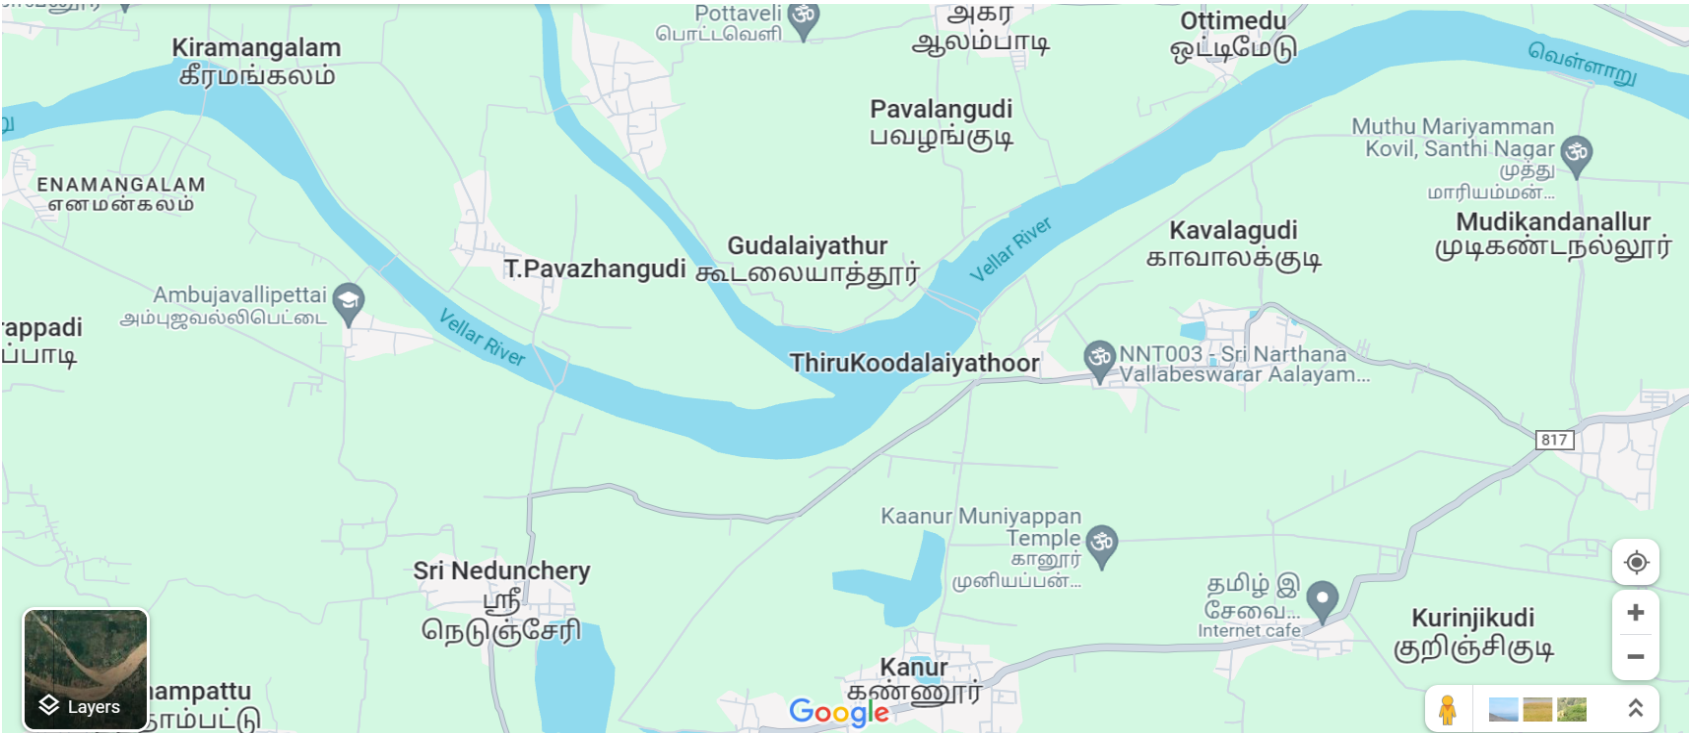 Pottaveli
பொட்டவெளி
அகர
ஆலம்பாடி
Ottimedu
ஒட்டிமேடு
வெள்ளாறு
Kiramangalam
கீரமங்கலம்
Pavalangudi
பவழங்குடி
Muthu Mariyamman
Kovil, Santhi Nagar
முத்து
மாரியம்மன்...
ENAMANGALAM
எனமன்கலம்
Mudikandanallur
முடிகண்டநல்லூர்
Kavalagudi
காவாலக்குடி
Vellar River
Gudalaiyathur
கூடலையாத்தூர்
T.Pavazhangudi
Ambujavallipettai
அம்புஜவல்லிபெட்டை
Vellar River
rappadi
ப்பாடி
ThiruKoodalaiyathoor
NNT003 - Sri Narthana
Vallabeswarar Aalayam...
817
Kaanur Muniyappan
Temple
கானூர்
முனியப்பன்...
Sri Nedunchery
ஸ்ரீ
நெடுஞ்சேரி
தமிழ் இ
சேவை...
Internet cafe
Kurinjikudi
குறிஞ்சிகுடி
Kanur
கண்ணூர்
nampattu
தாம்பட்டு
Layers
Google